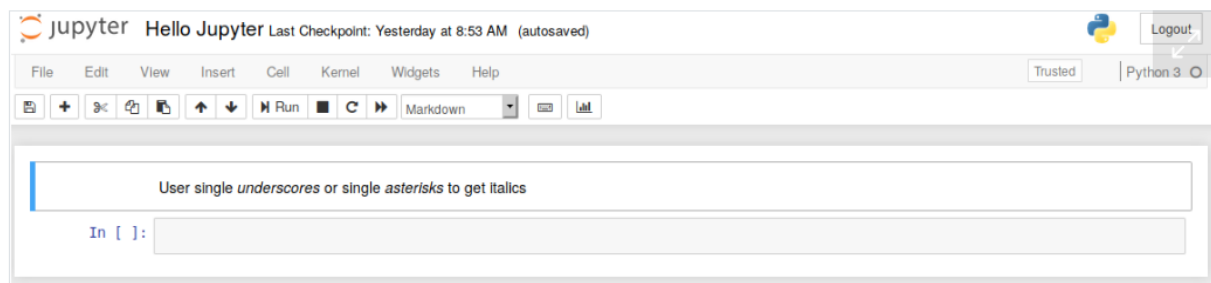 jupyter Hello Jupyter Last Checkpoint: Yesterday at 8:53 AM (autosaved) Logout
File Edit View Insert Cell Kernel Widgets Help Trusted Python 3
Run Markdown
User single underscores or single asterisks to get italics
In [ ]: